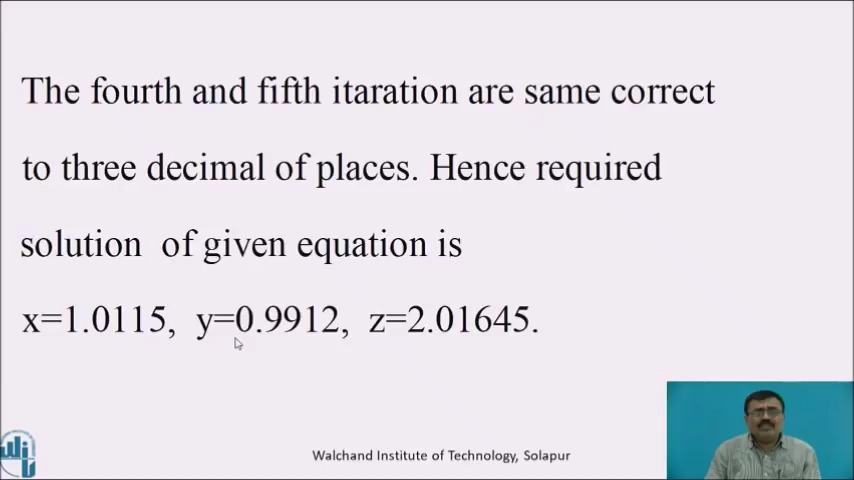 The fourth and fifth itaration are same correct
to three decimal of places. Hence required
solution of given equation is
x=1.0115, y=0.9912, z=2.01645.
Walchand Institute of Technology, Solapur